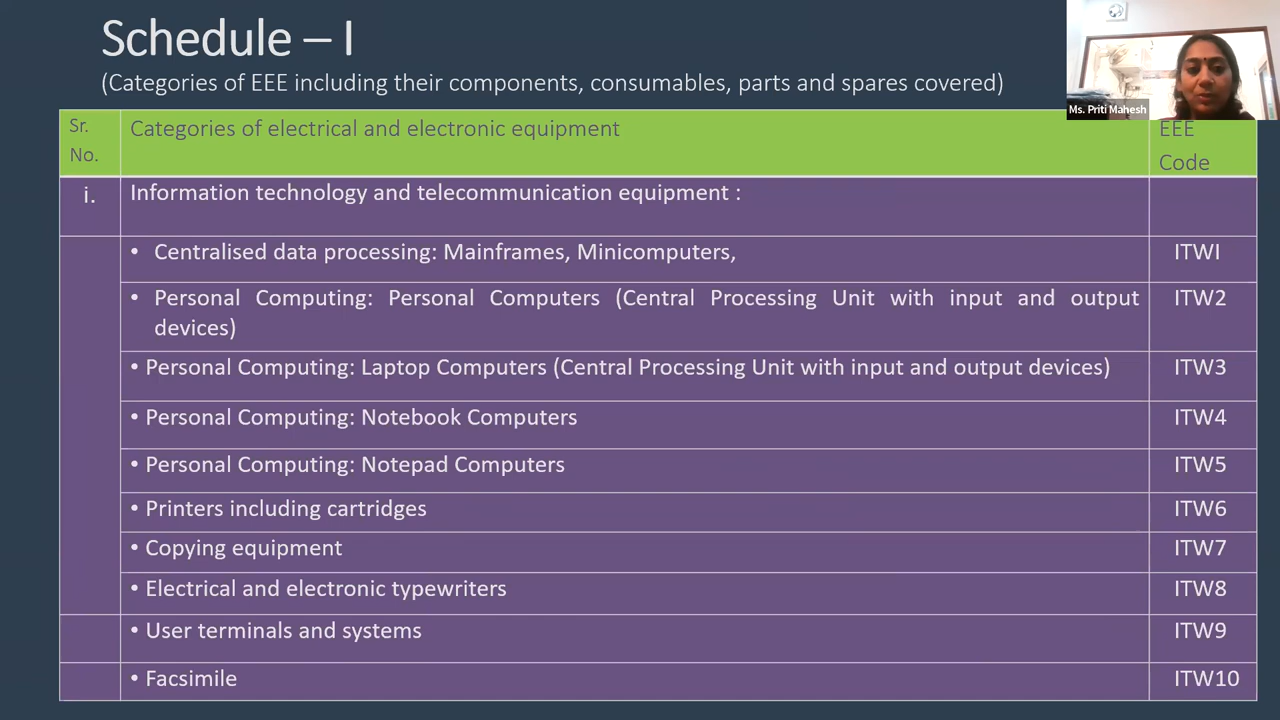 Schedule – I
(Categories of EEE including their components, consumables, parts and spares covered)
Ms. Priti Mahesh
Sr. No.
Categories of electrical and electronic equipment
EEE Code
i.
Information technology and telecommunication equipment :
• Centralised data processing: Mainframes, Minicomputers,
ITWI
• Personal Computing: Personal Computers (Central Processing Unit with input and output
devices)
ITW2
• Personal Computing: Laptop Computers (Central Processing Unit with input and output devices)
ITW3
• Personal Computing: Notebook Computers
ITW4
• Personal Computing: Notepad Computers
ITW5
• Printers including cartridges
ITW6
• Copying equipment
ITW7
• Electrical and electronic typewriters
ITW8
• User terminals and systems
ITW9
• Facsimile
ITW10